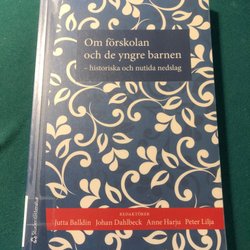 Om förskolan
och de yngre barnen
– historiska och nutida nedslag
REDAKTÖRER
Jutta Balldin Johan Dahlbeck Anne Harju Peter Lilja
Studentlitteratur